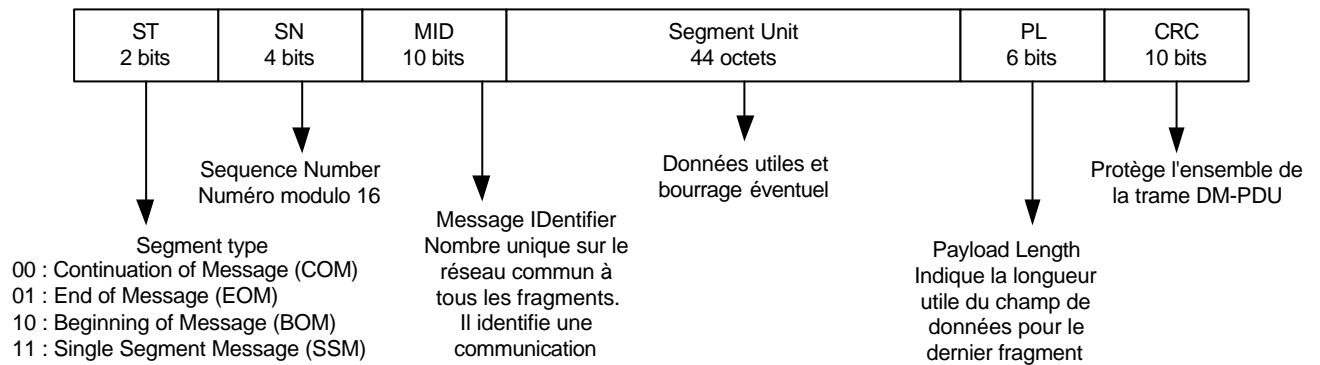 ST
2 bits
SN
4 bits
MID
10 bits
Segment Unit
44 octets
PL
6 bits
CRC
10 bits
Segment type
00 : Continuation of Message (COM)
01 : End of Message (EOM)
10 : Beginning of Message (BOM)
11 : Single Segment Message (SSM)
Sequence Number
Numéro modulo 16
Message IDentifier
Nombre unique sur le
réseau commun à
tous les fragments.
Il identifie une
communication
Données utiles et
bourrage éventuel
Payload Length
Indique la longueur
utile du champ de
données pour le
dernier fragment
Protège l'ensemble de
la trame DM-PDU